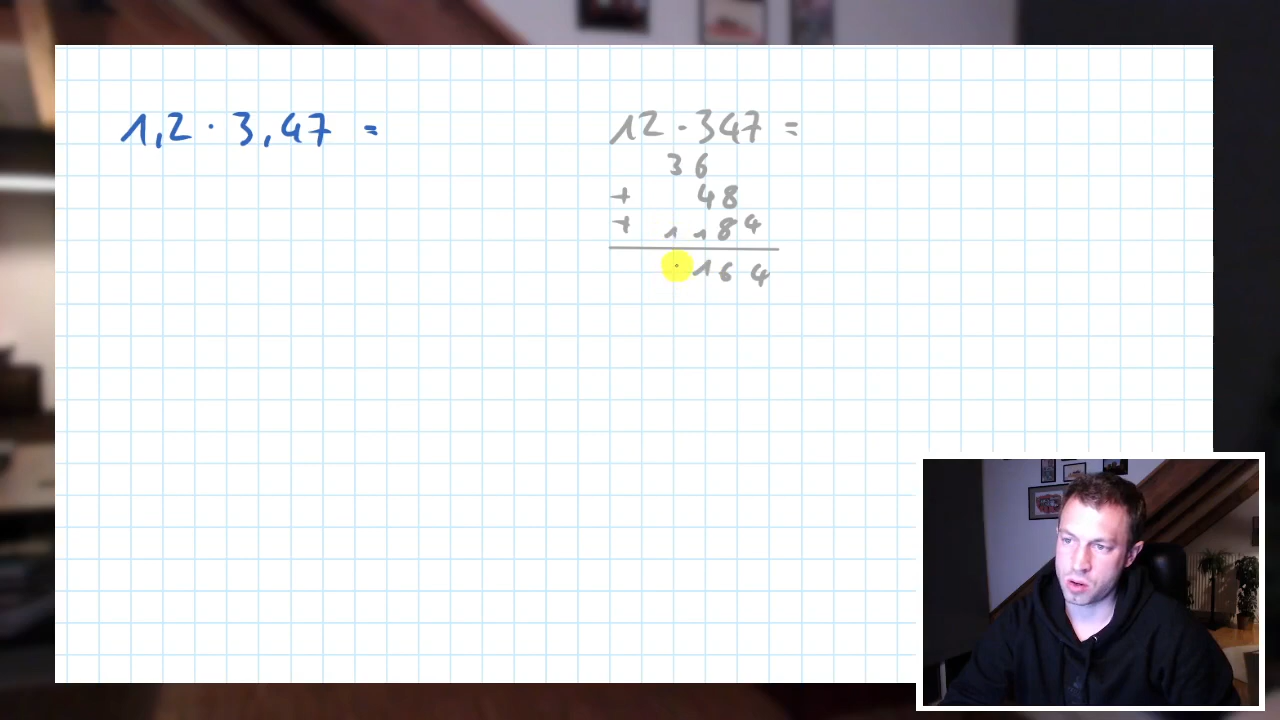 1,2 · 3,47 =
12 · 347 =
36
+ 48
+ 1 1 8 4
1 6 4